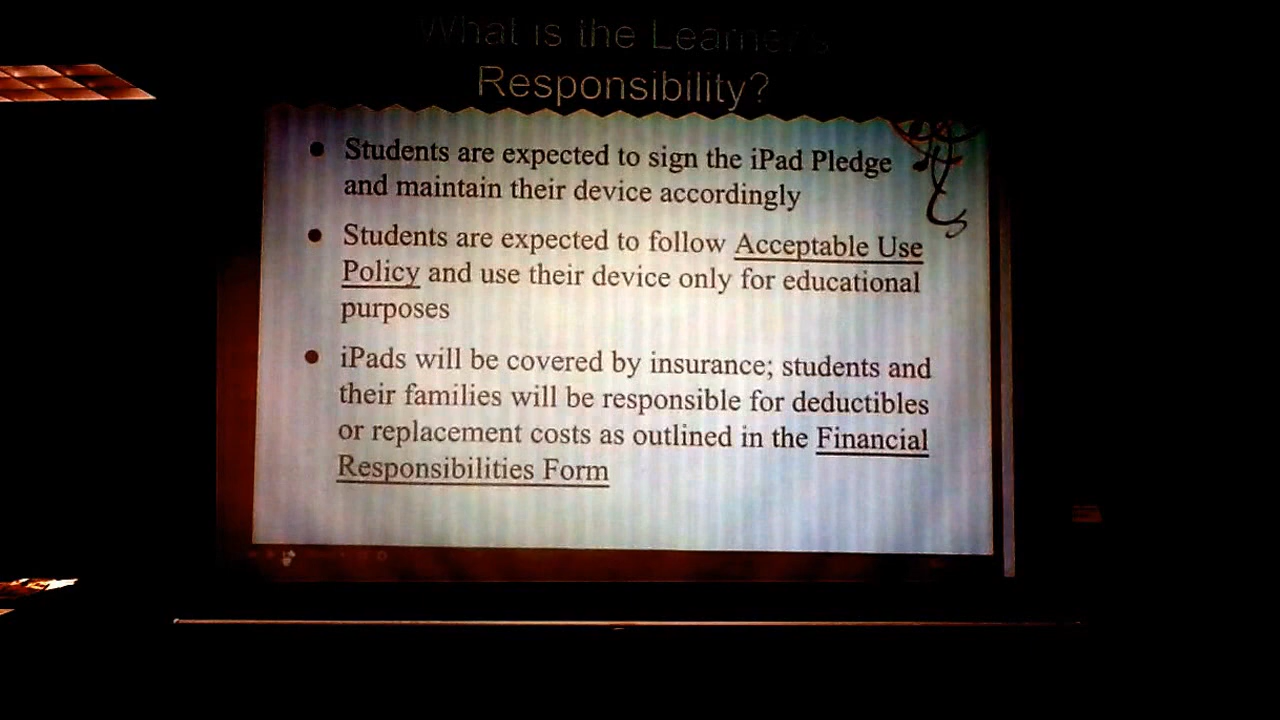 What is the Learner's
Responsibility?
• Students are expected to sign the iPad Pledge
and maintain their device accordingly
• Students are expected to follow Acceptable Use
Policy and use their device only for educational
purposes
• iPads will be covered by insurance; students and
their families will be responsible for deductibles
or replacement costs as outlined in the Financial
Responsibilities Form